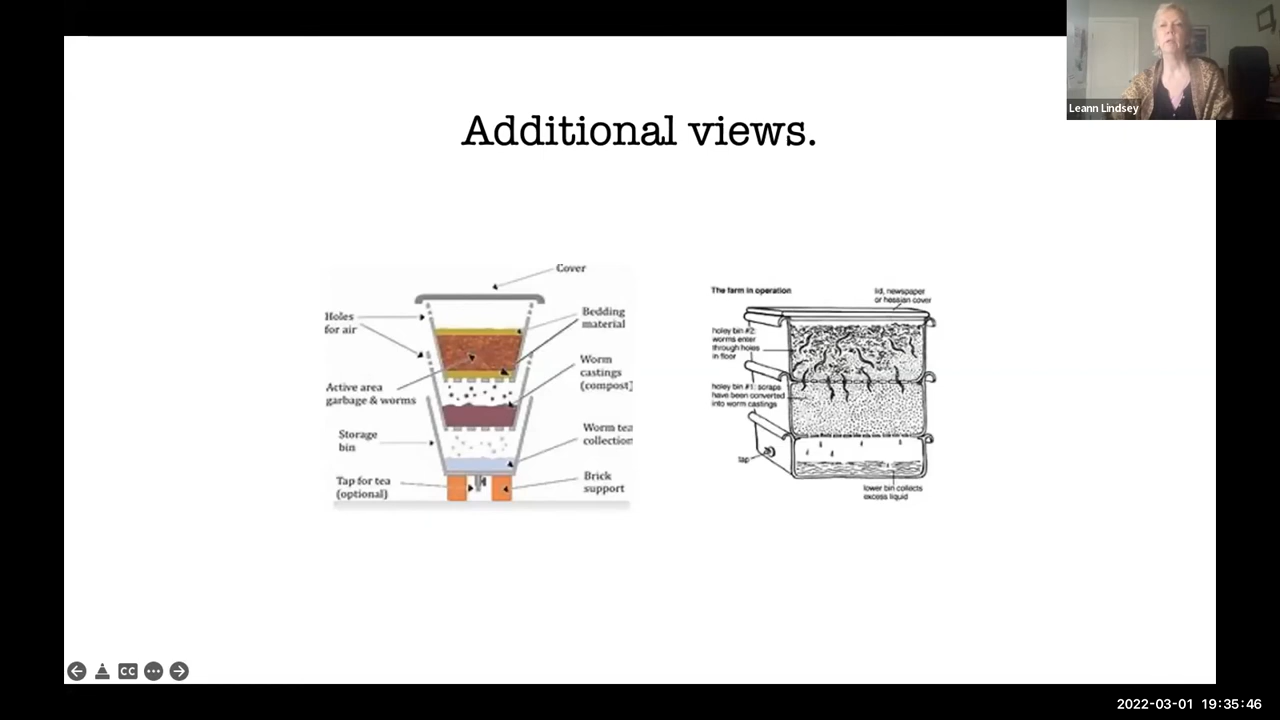 Leann Lindsey
Additional views.
Cover
Holes
for air
Bedding
material
Worm
castings
(compost)
Active area
garbage & worms
Worm tea
collection
Storage
bin
Tap for tea
(optional)
Brick
support
The farm in operation
lid, newspaper
or hessian cover
holey bin #2:
worms enter
through holes
in floor
holey bin #1: scraps
have been converted
into worm castings
tap
lower bin collects
excess liquid
CC
2022-03-01 19:35:46